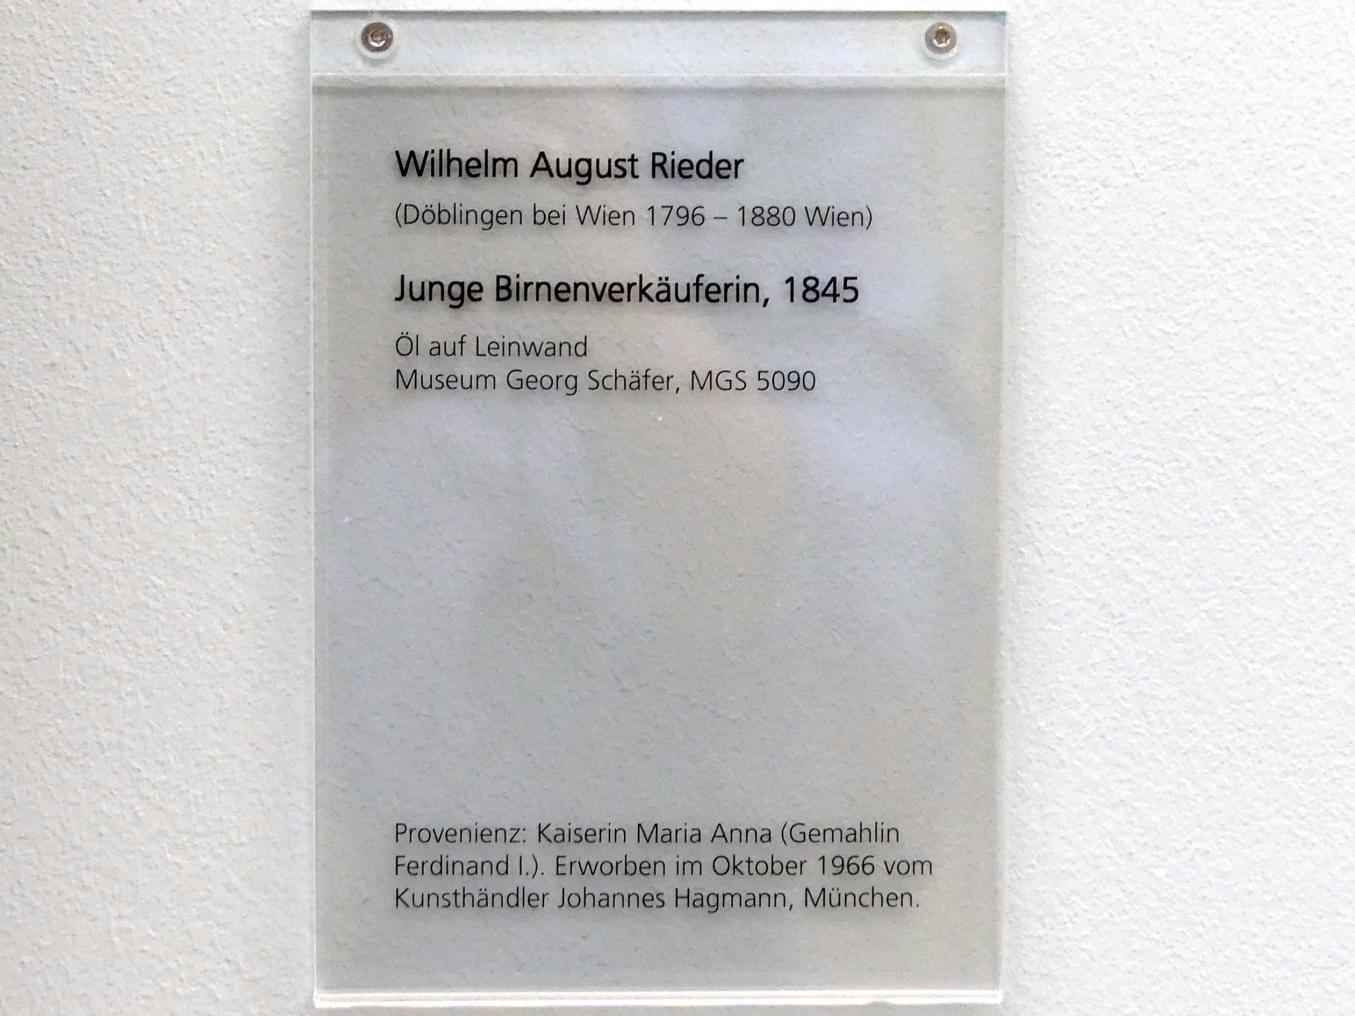 Wilhelm August Rieder
(Döblingen bei Wien 1796 – 1880 Wien)
Junge Birnenverkäuferin, 1845
Öl auf Leinwand
Museum Georg Schäfer, MGS 5090
Provenienz: Kaiserin Maria Anna (Gemahlin
Ferdinand I.). Erworben im Oktober 1966 vom
Kunsthändler Johannes Hagmann, München.